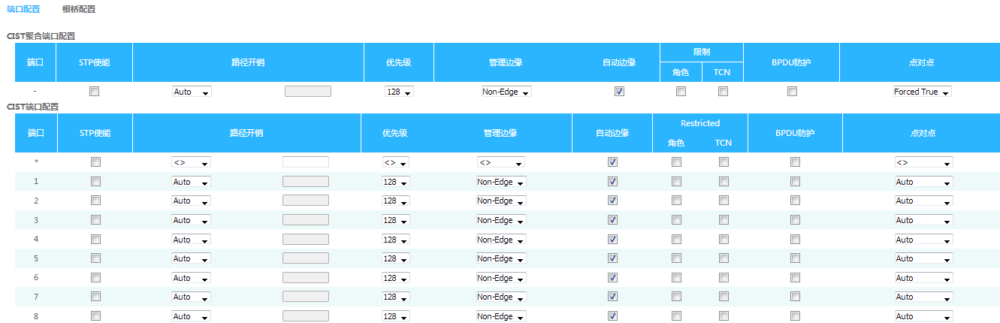 端口配置 根桥配置
CIST聚合端口配置
端口 STP使能 路径开销 优先级 管理边缘 自动边缘 限制 BPDU防护 点对点
角色 TCN
- Auto 128 Non-Edge Forced True
CIST端口配置
端口 STP使能 路径开销 优先级 管理边缘 自动边缘 Restricted BPDU防护 点对点
角色 TCN
* <> <> <> <>
1 Auto 128 Non-Edge Auto
2 Auto 128 Non-Edge Auto
3 Auto 128 Non-Edge Auto
4 Auto 128 Non-Edge Auto
5 Auto 128 Non-Edge Auto
6 Auto 128 Non-Edge Auto
7 Auto 128 Non-Edge Auto
8 Auto 128 Non-Edge Auto